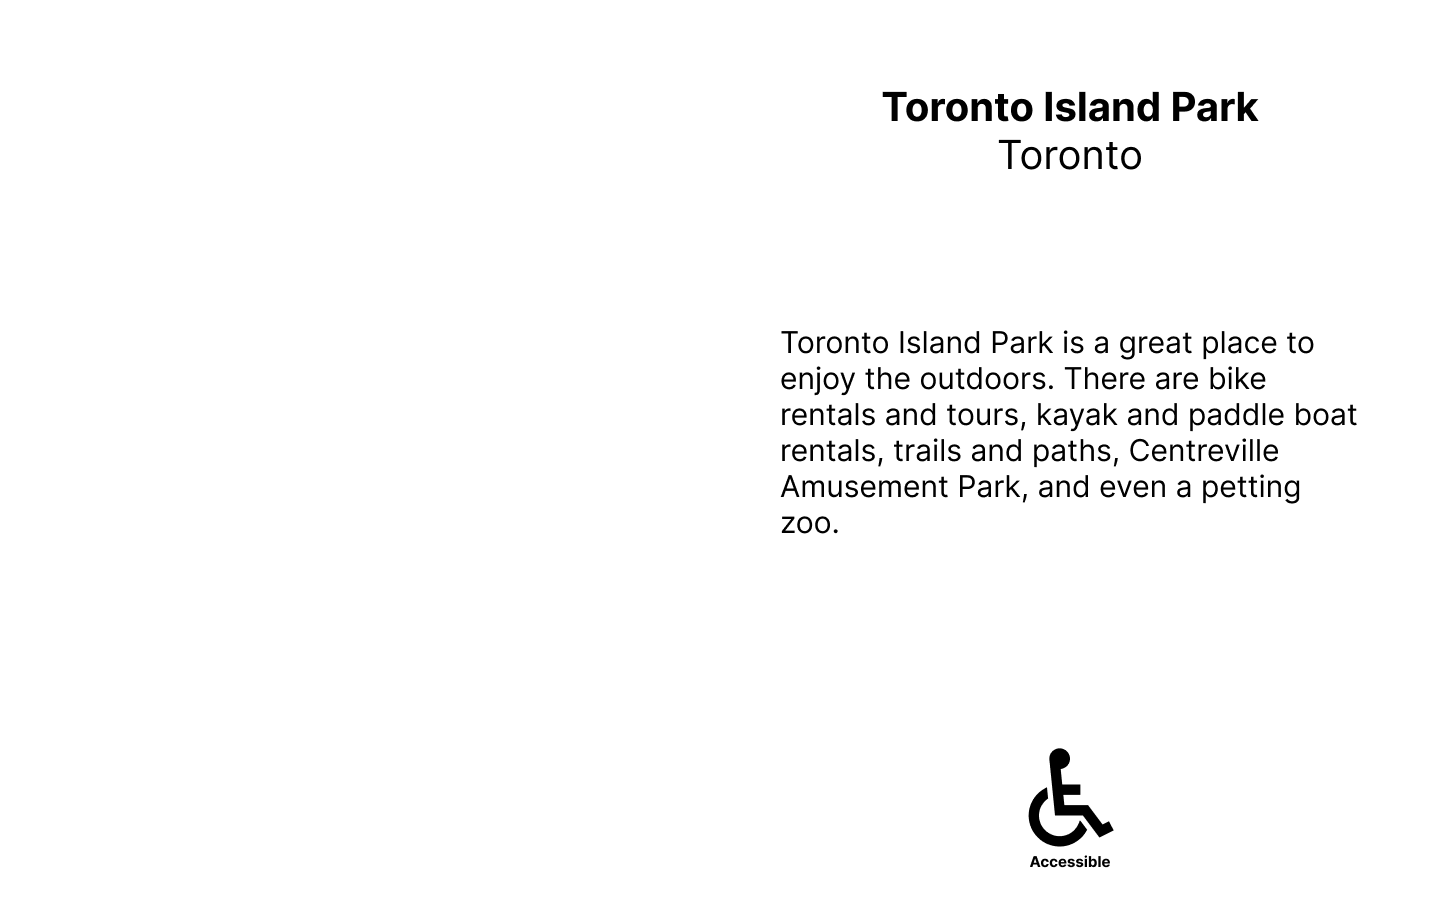 Toronto Island Park
Toronto
Toronto Island Park is a great place to
enjoy the outdoors. There are bike
rentals and tours, kayak and paddle boat
rentals, trails and paths, Centreville
Amusement Park, and even a petting
zoo.
Accessible